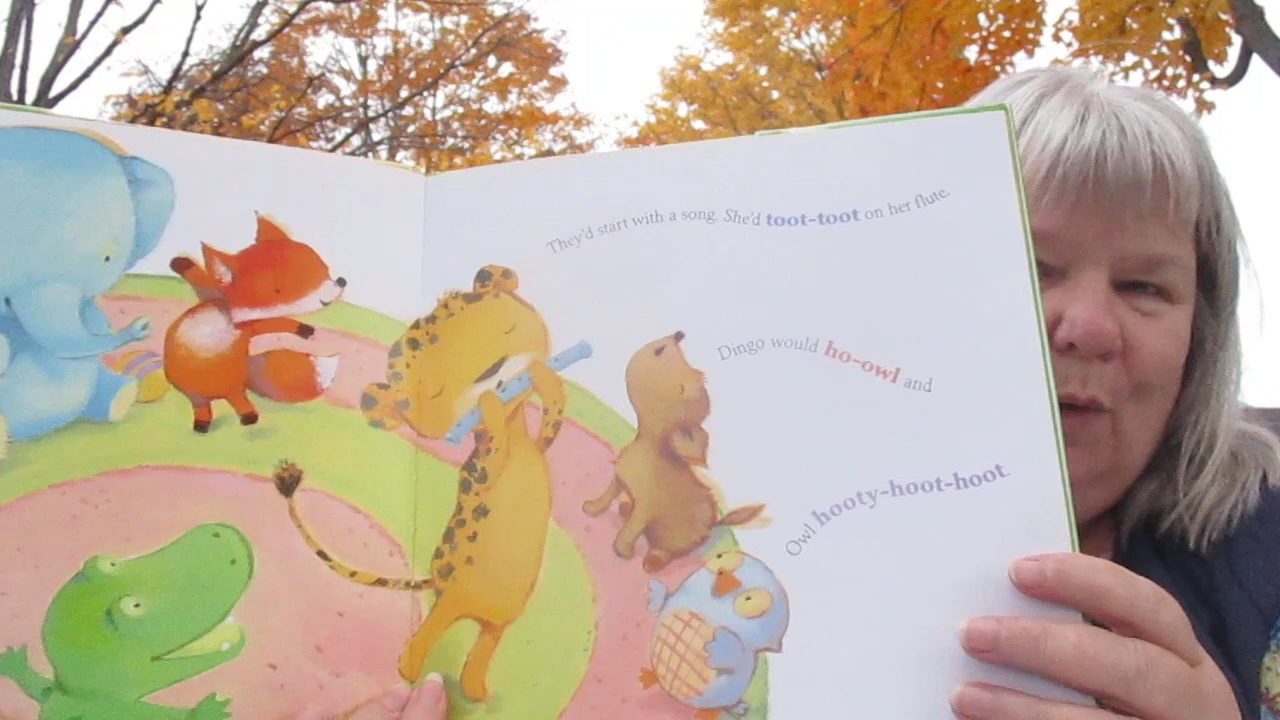 They'd start with a song. She'd toot-toot on her flute.
Dingo would ho-owl and
Owl hooty-hoot-hoot.